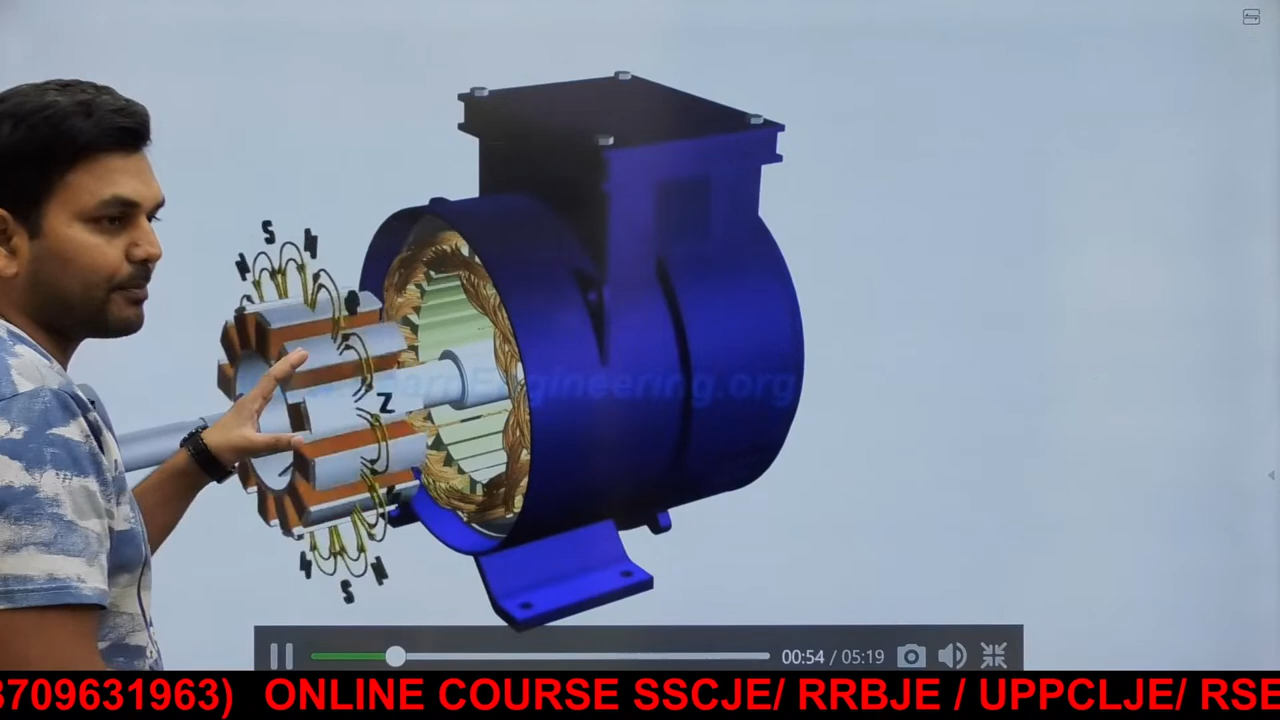 S
N
N
Z
N
S
N
00:54 / 05:19
3709631963) ONLINE COURSE SSCJE/ RRBJE / UPPCLJE/ RSE